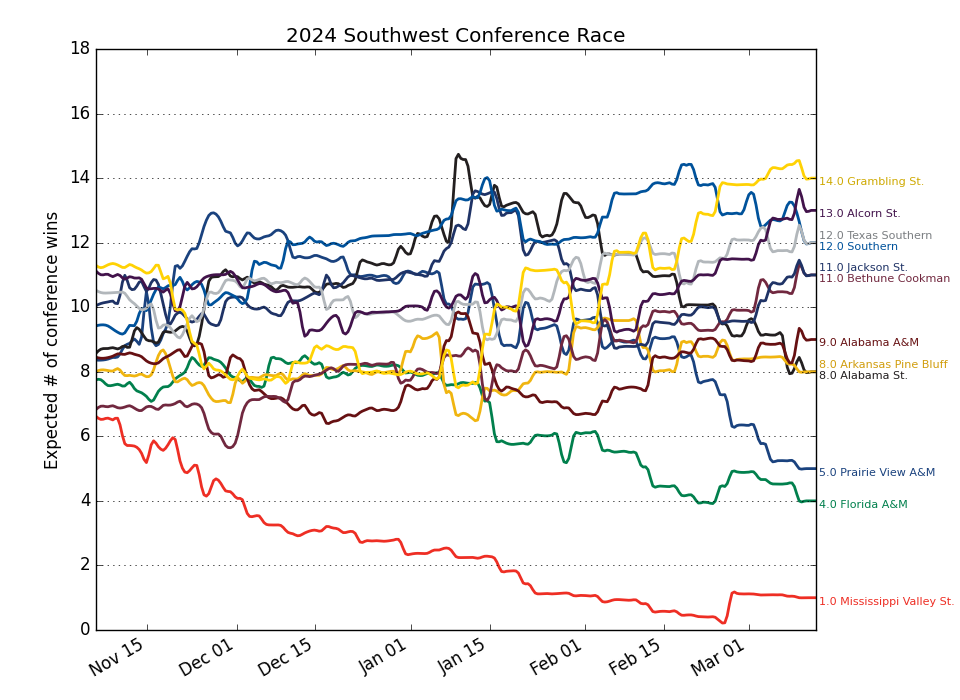 2024 Southwest Conference Race
Expected # of conference wins
18
16
14
12
10
8
6
4
2
0
14.0 Grambling St.
13.0 Alcorn St.
12.0 Texas Southern
12.0 Southern
11.0 Jackson St.
11.0 Bethune Cookman
9.0 Alabama A&M
8.0 Arkansas Pine Bluff
8.0 Alabama St.
5.0 Prairie View A&M
4.0 Florida A&M
1.0 Mississippi Valley St.
Nov 15
Dec 01
Dec 15
Jan 01
Jan 15
Feb 01
Feb 15
Mar 01